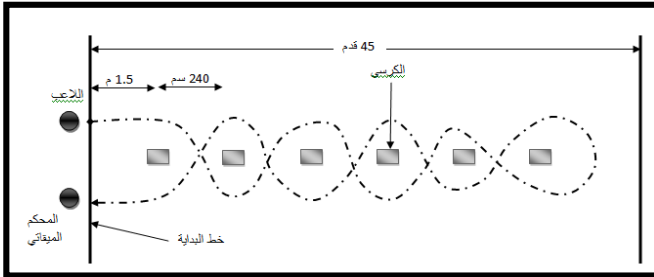 45 قدم
الكرسي
240 سم
1.5 م
اللاعب
المحكم
الميقاتي
خط البداية